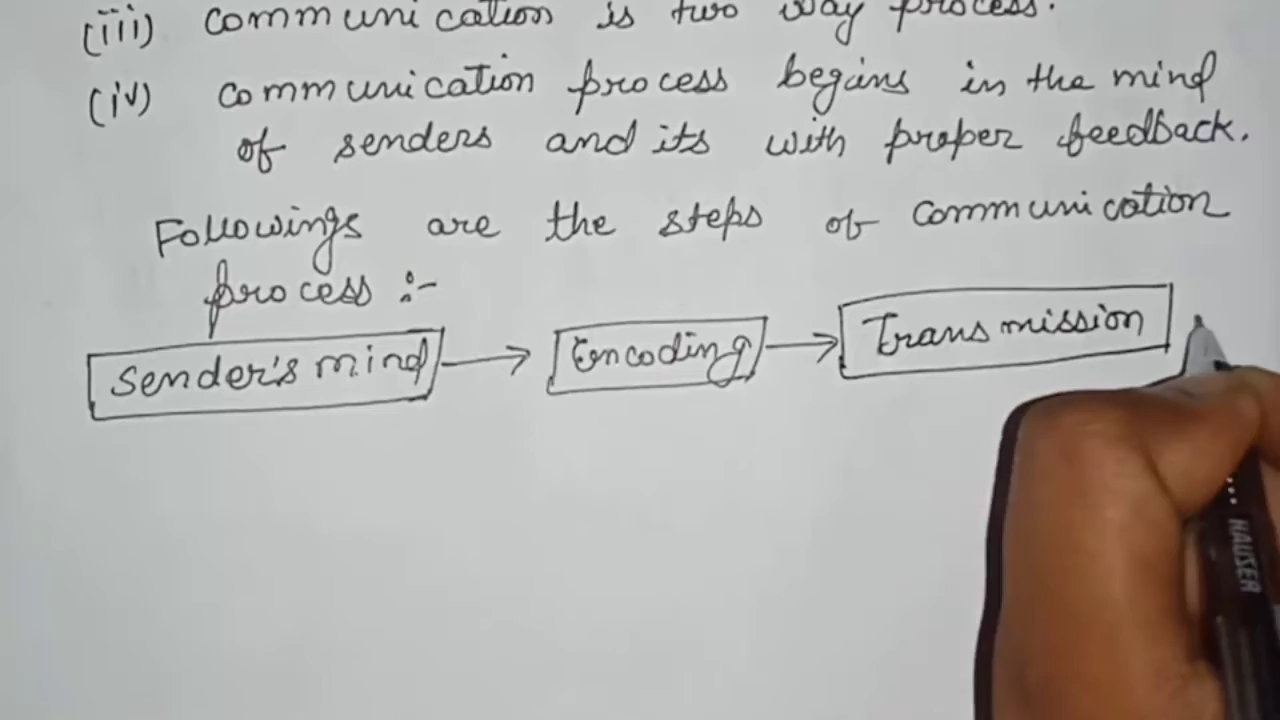 (iii) communication is two way process.
(iv) communication process begins in the mind
of senders and its with proper feedback.
Followings are the steps of communication
process :-
Sender's mind → Encoding → Transmission
HAUSER